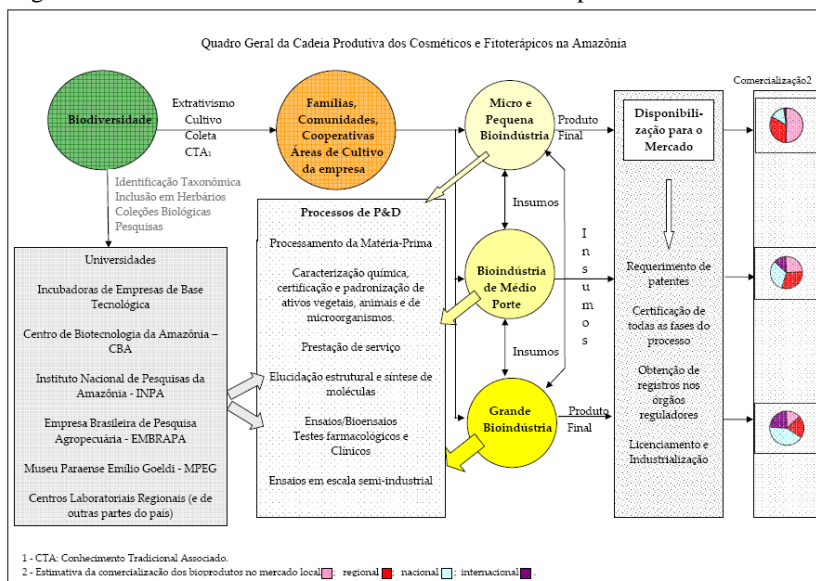 Quadro Geral da Cadeia Produtiva dos Cosméticos e Fitoterápicos na Amazônia
Biodiversidade
Extrativismo
Cultivo
Coleta
CTA1
Famílias,
Comunidades,
Cooperativas
Áreas de Cultivo
da empresa
Micro e
Pequena
Bioindústria
Produto
Final
Disponibili-
zação para o
Mercado
Comercialização2
Identificação Taxonômica
Inclusão em Herbários
Coleções Biológicas
Pesquisas
Universidades
Incubadoras de Empresas de Base
Tecnológica
Centro de Biotecnologia da Amazônia –
CBA
Instituto Nacional de Pesquisas da
Amazônia - INPA
Empresa Brasileira de Pesquisa
Agropecuária - EMBRAPA
Museu Paraense Emílio Goeldi - MPEG
Centros Laboratoriais Regionais (e de
outras partes do país)
Processos de P&D
Processamento da Matéria-Prima
Caracterização química,
certificação e padronização de
ativos vegetais, animais e de
microorganismos.
Prestação de serviço
Elucidação estrutural e síntese de
moléculas
Ensaios/Bioensaios
Testes farmacológicos e
Clínicos
Ensaios em escala semi-industrial
Insumos
Bioindústria
de Médio
Porte
Insumos
Insumos
Grande
Bioindústria
Produto
Final
Requerimento de
patentes
Certificação de
todas as fases do
processo
Obtenção de
registros nos
órgãos
reguladores
Licenciamento e
Industrialização
1 - CTA: Conhecimento Tradicional Associado.
2 - Estimativa da comercialização dos bioprodutos no mercado local ; regional ; nacional ; internacional .